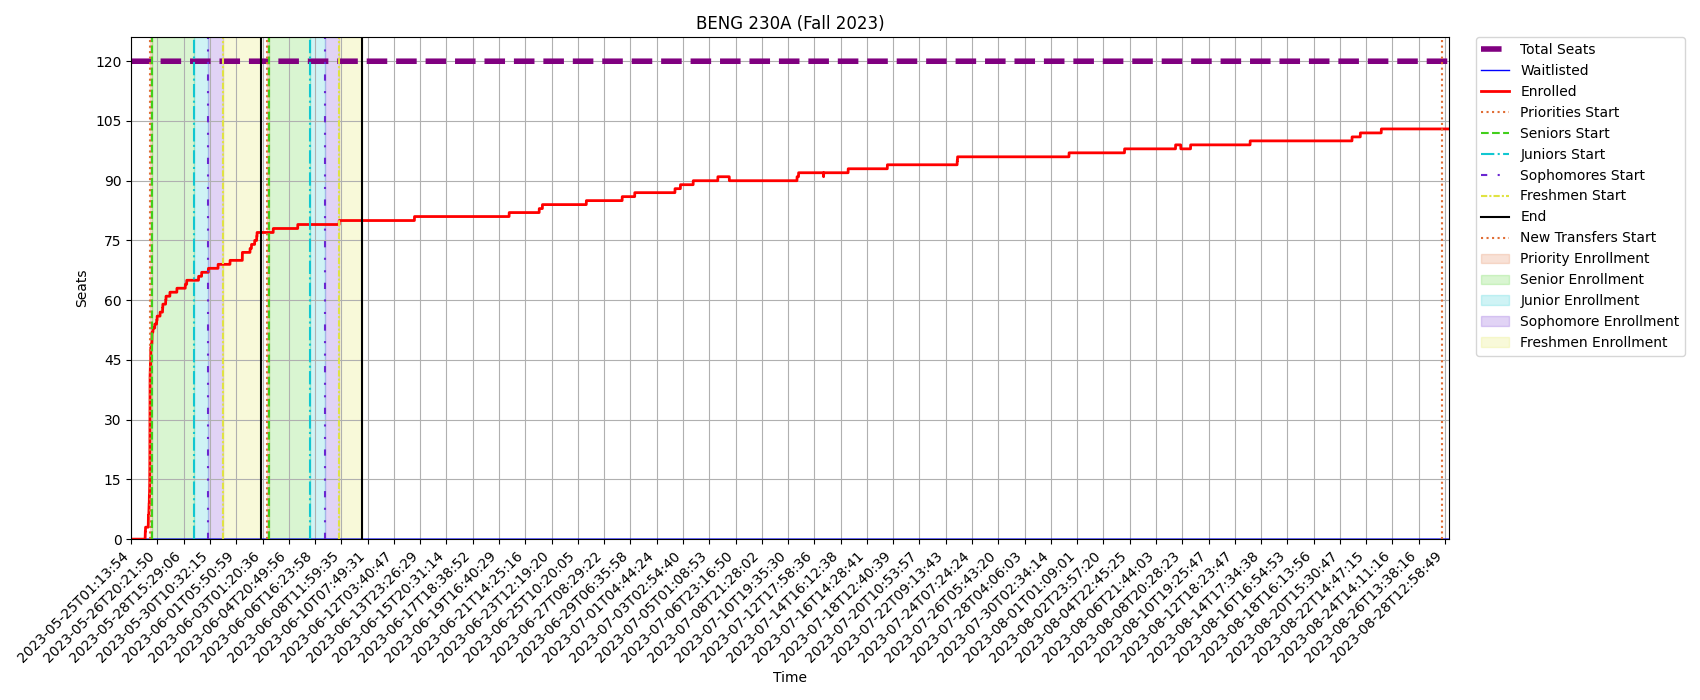 BENG 230A (Fall 2023)
Seats
120
105
90
75
60
45
30
15
0
2023-05-25T01:13:54
2023-05-26T20:21:50
2023-05-28T15:29:06
2023-05-30T10:32:15
2023-06-01T05:50:59
2023-06-03T01:20:36
2023-06-04T20:49:56
2023-06-06T16:23:58
2023-06-08T11:59:35
2023-06-10T07:49:31
2023-06-12T03:40:47
2023-06-13T23:26:29
2023-06-15T20:31:14
2023-06-17T18:38:52
2023-06-19T16:40:29
2023-06-21T14:25:16
2023-06-23T12:19:20
2023-06-25T10:20:05
2023-06-27T08:29:22
2023-06-29T06:35:58
2023-07-01T04:44:24
2023-07-03T02:54:40
2023-07-05T01:08:53
2023-07-06T23:16:50
2023-07-08T21:28:02
2023-07-10T19:35:30
2023-07-12T17:58:36
2023-07-14T16:12:38
2023-07-16T14:28:41
2023-07-18T12:40:39
2023-07-20T10:53:57
2023-07-22T09:13:43
2023-07-24T07:24:24
2023-07-26T05:43:20
2023-07-28T04:06:03
2023-07-30T02:34:14
2023-08-01T01:09:01
2023-08-02T23:57:20
2023-08-04T22:45:25
2023-08-06T21:44:03
2023-08-08T20:28:23
2023-08-10T19:25:47
2023-08-12T18:23:47
2023-08-14T17:34:38
2023-08-16T16:54:53
2023-08-18T16:13:56
2023-08-20T15:30:47
2023-08-22T14:47:15
2023-08-24T14:11:16
2023-08-26T13:38:16
2023-08-28T12:58:49
Time
Total Seats
Waitlisted
Enrolled
Priorities Start
Seniors Start
Juniors Start
Sophomores Start
Freshmen Start
End
New Transfers Start
Priority Enrollment
Senior Enrollment
Junior Enrollment
Sophomore Enrollment
Freshmen Enrollment